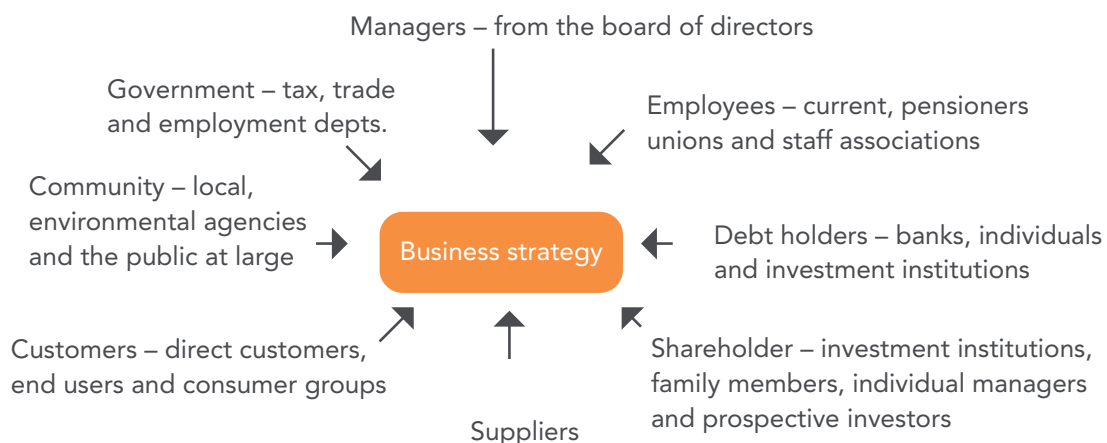 Managers – from the board of directors
Government – tax, trade
and employment depts.
Employees – current, pensioners
unions and staff associations
Community – local,
environmental agencies
and the public at large
Business strategy
Debt holders – banks, individuals
and investment institutions
Customers – direct customers,
end users and consumer groups
Shareholder – investment institutions,
family members, individual managers
and prospective investors
Suppliers